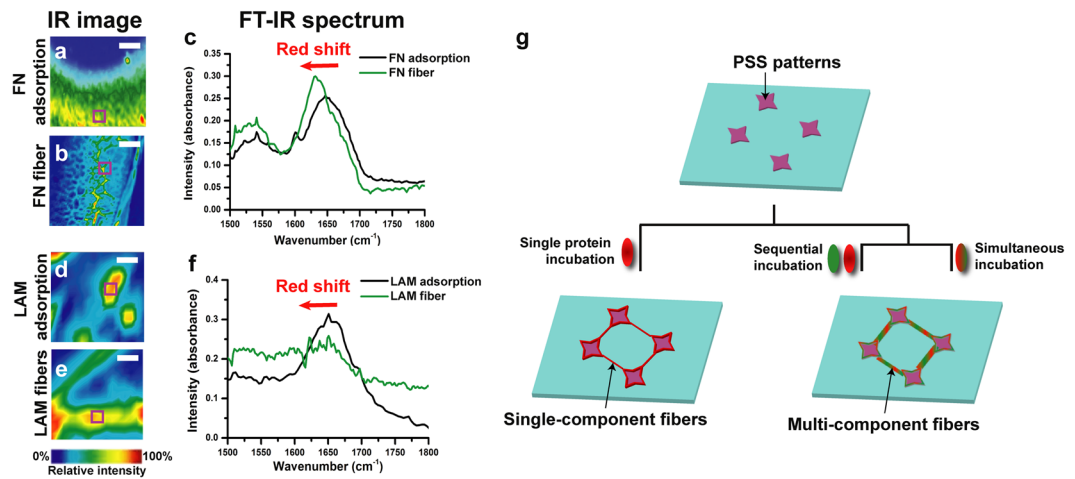 IR image
FT-IR spectrum
FN
adsorption
a
FN fiber
b
c
Red shift
FN adsorption
FN fiber
0.35
0.30
0.25
0.20
0.15
0.10
0.05
0.00
Intensity (absorbance)
1500 1550 1600 1650 1700 1750 1800
Wavenumber (cm-1)
LAM
adsorption
d
LAM fibers
e
0%
100%
Relative intensity
f
Red shift
LAM adsorption
LAM fiber
0.4
0.3
0.2
0.1
0.0
Intensity (absorbance)
1500 1550 1600 1650 1700 1750 1800
Wavenumber (cm-1)
g
PSS patterns
Single protein
incubation
Sequential
incubation
Simultaneous
incubation
Single-component fibers
Multi-component fibers